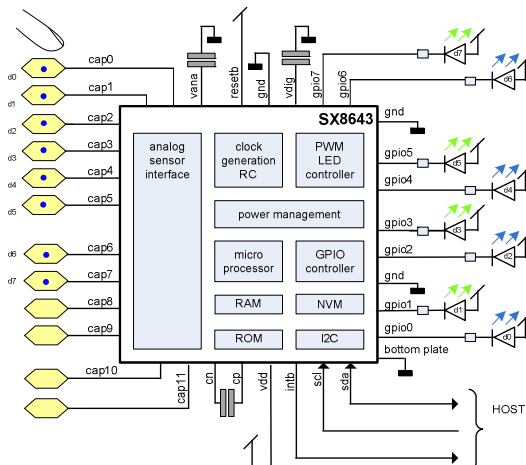 vana
resetb
gnd
vdig
gpio7
gpio6
d7
d6
cap0
d0
cap1
d1
cap2
d2
cap3
d3
cap4
d4
cap5
d5
cap6
d6
cap7
d7
cap8
cap9
cap10
cap11
SX8643
analog
sensor
interface
clock
generation
RC
PWM
LED
controller
power management
micro
processor
GPIO
controller
RAM
NVM
ROM
I2C
gnd
gpio5
d5
gpio4
d4
gpio3
d3
gpio2
d2
gnd
gpio1
d1
gpio0
d0
bottom plate
cn
cp
vdd
intb
scl
sda
HOST